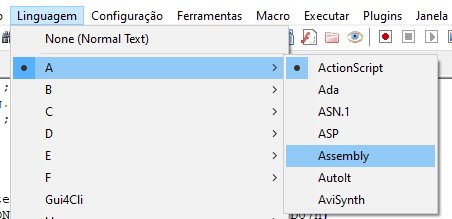 Linguagem Configuração Ferramentas Macro Executar Plugins Janela
None (Normal Text)
A
B
C
D
E
F
Gui4Cli
ActionScript
Ada
ASN.1
ASP
Assembly
AutoIt
AviSynth